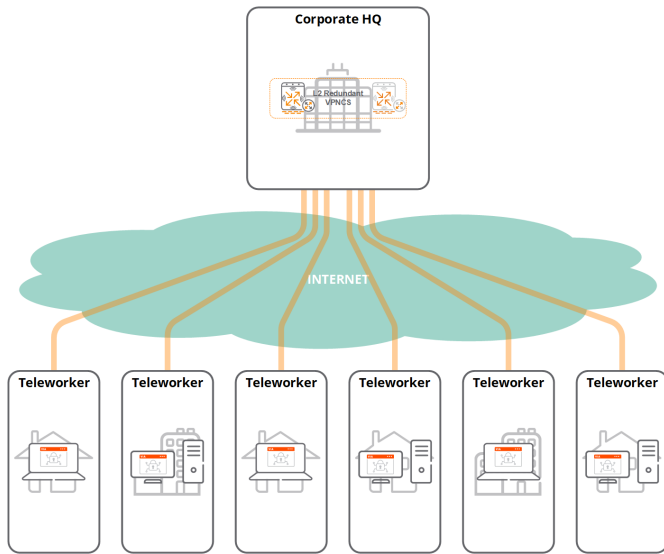 Corporate HQ
L2 Redundant
VPNCS
INTERNET
Teleworker
Teleworker
Teleworker
Teleworker
Teleworker
Teleworker